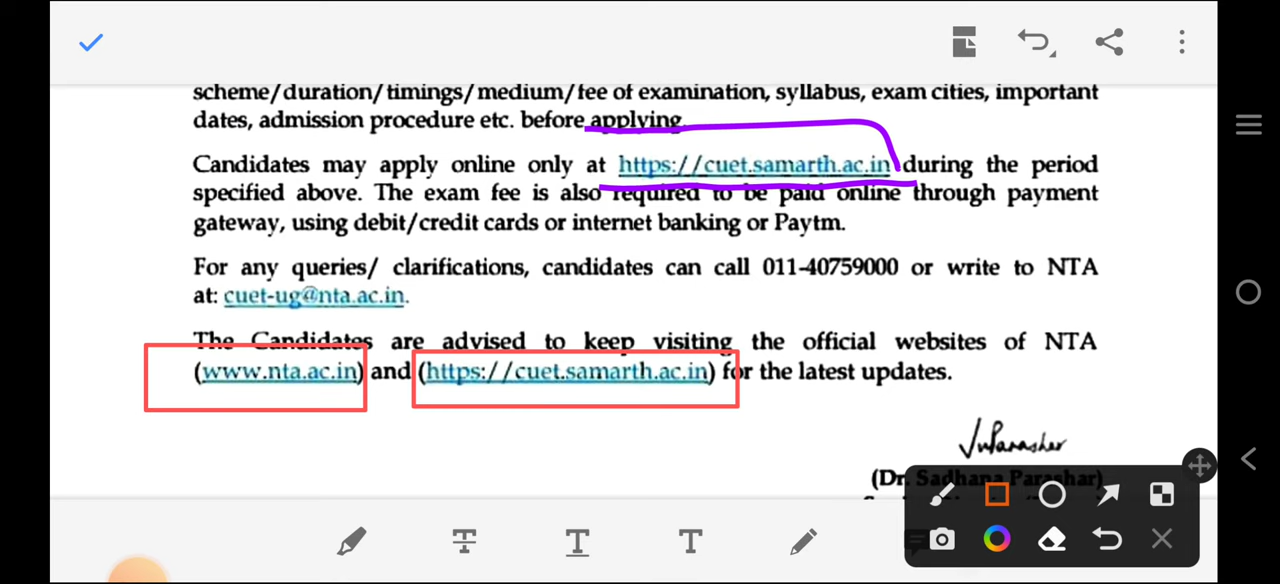 scheme/duration/timings/medium/fee of examination, syllabus, exam cities, important
dates, admission procedure etc. before applying.
Candidates may apply online only at https://cuet.samarth.ac.in during the period
specified above. The exam fee is also required to be paid online through payment
gateway, using debit/credit cards or internet banking or Paytm.
For any queries/ clarifications, candidates can call 011-40759000 or write to NTA
at: cuet-ug@nta.ac.in.
The Candidates are advised to keep visiting the official websites of NTA
(www.nta.ac.in) and (https://cuet.samarth.ac.in) for the latest updates.
(Dr. Sadhana Parashar)
T T T